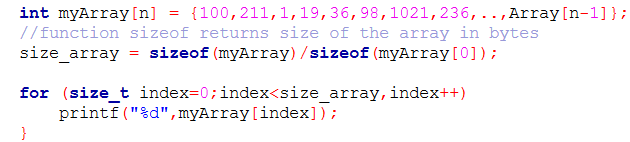 int myArray[n] = {100,211,1,19,36,98,1021,236,..,Array[n-1]};
//function sizeof returns size of the array in bytes
size_array = sizeof(myArray)/sizeof(myArray[0]);
for (size_t index=0;index<size_array,index++)
printf("%d",myArray[index]);
}